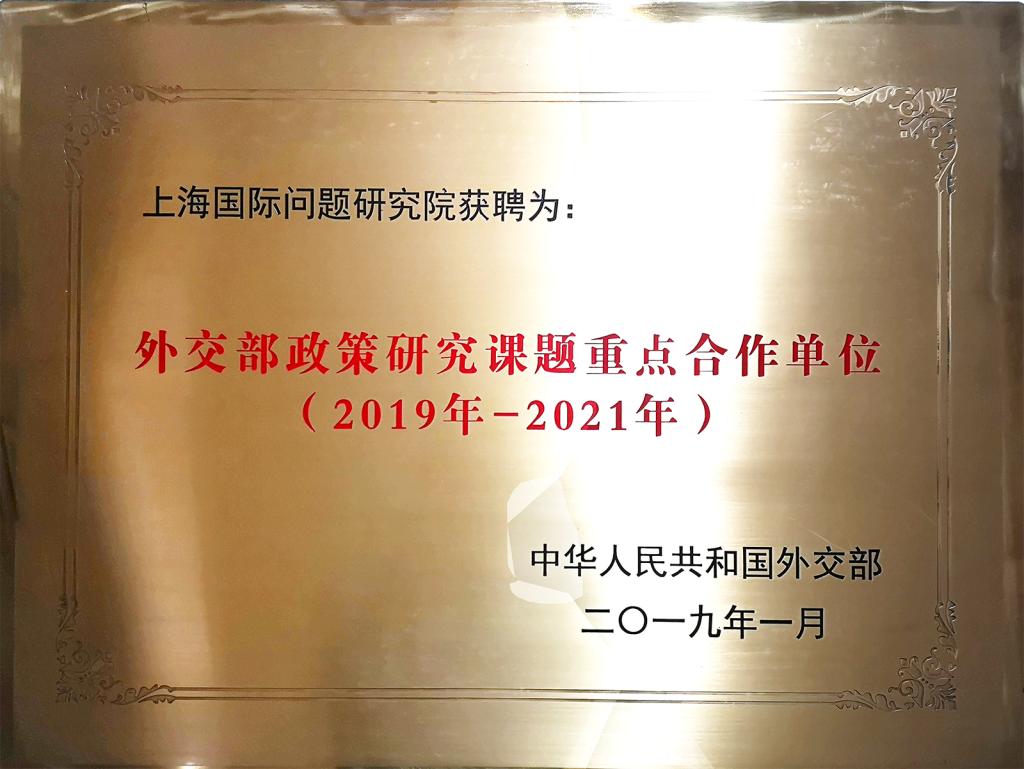 上海国际问题研究院获聘为：
外交部政策研究课题重点合作单位
（2019年－2021年）
中华人民共和国外交部
二〇一九年一月